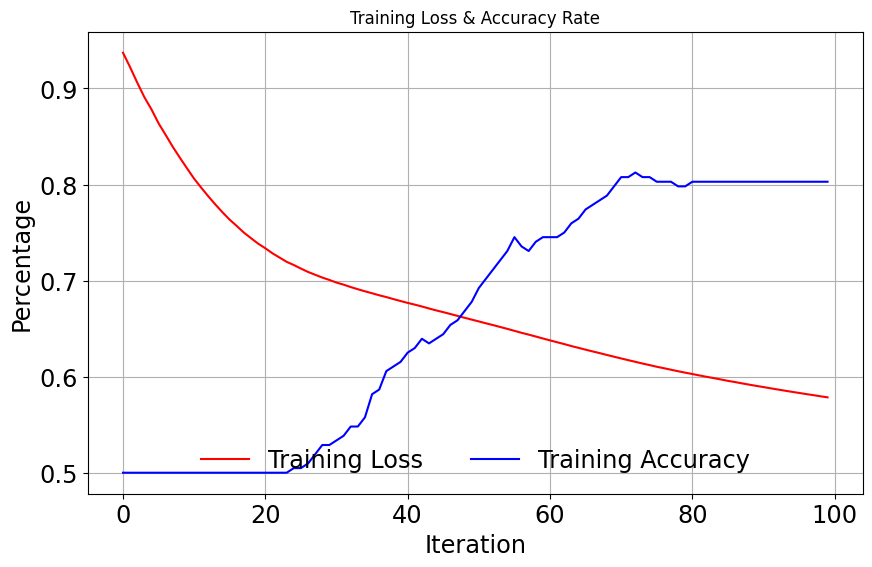 Training Loss & Accuracy Rate
Percentage
0.9
0.8
0.7
0.6
0.5
Training Loss Training Accuracy
0 20 40 60 80 100
Iteration